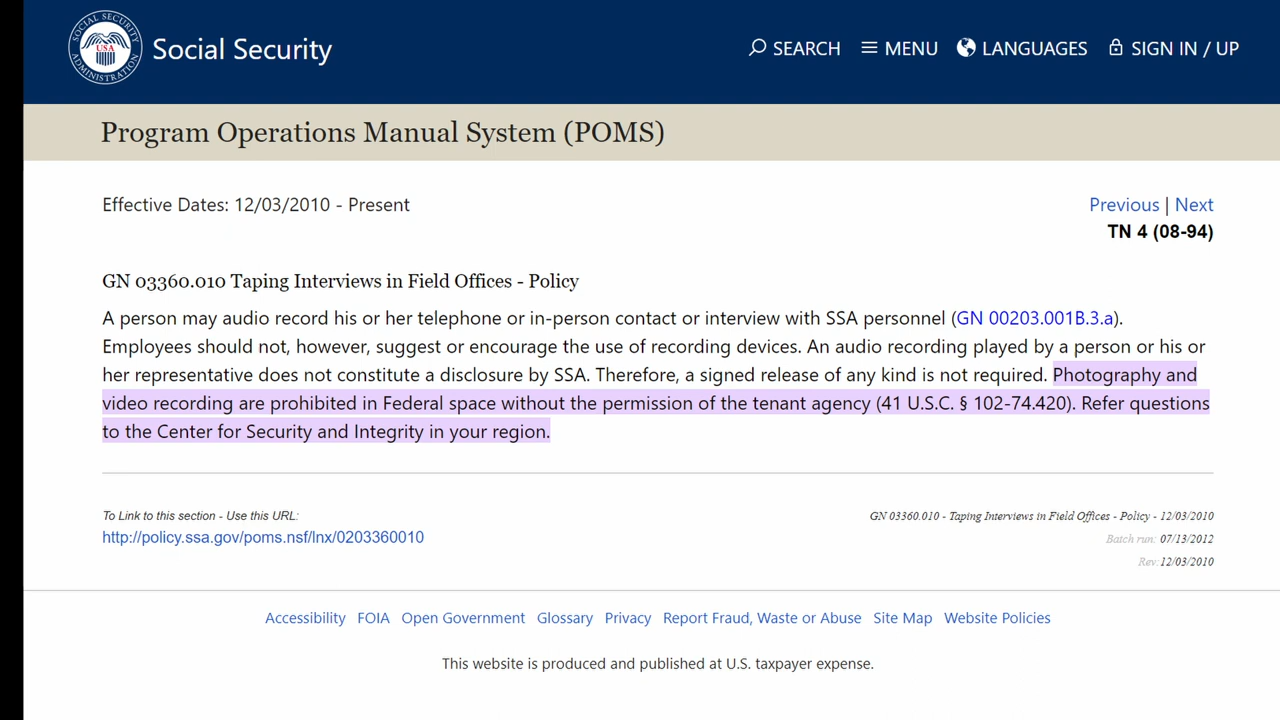 SOCIAL SECURITY ADMINISTRATION
USA
Social Security
SEARCH
MENU
LANGUAGES
SIGN IN / UP
Program Operations Manual System (POMS)
Effective Dates: 12/03/2010 - Present
Previous | Next
TN 4 (08-94)
GN 03360.010 Taping Interviews in Field Offices - Policy
A person may audio record his or her telephone or in-person contact or interview with SSA personnel (GN 00203.001B.3.a).
Employees should not, however, suggest or encourage the use of recording devices. An audio recording played by a person or his or
her representative does not constitute a disclosure by SSA. Therefore, a signed release of any kind is not required. Photography and
video recording are prohibited in Federal space without the permission of the tenant agency (41 U.S.C. § 102-74.420). Refer questions
to the Center for Security and Integrity in your region.
To Link to this section - Use this URL:
http://policy.ssa.gov/poms.nsf/lnx/0203360010
GN 03360.010 - Taping Interviews in Field Offices - Policy - 12/03/2010
Batch run: 07/13/2012
Rev:12/03/2010
Accessibility FOIA Open Government Glossary Privacy Report Fraud, Waste or Abuse Site Map Website Policies
This website is produced and published at U.S. taxpayer expense.